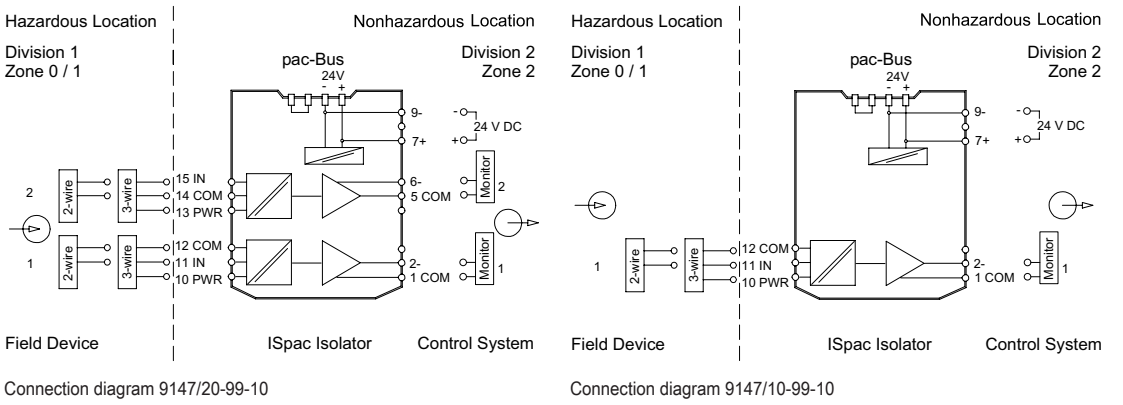 Hazardous Location
Nonhazardous Location
Division 1
Zone 0 / 1
Division 2
Zone 2
pac-Bus
24V
- +
9-
7+
-
+
24 V DC
2
2-wire
3-wire
15 IN
14 COM
13 PWR
6-
5 COM
Monitor
2
1
2-wire
3-wire
12 COM
11 IN
10 PWR
2-
1 COM
Monitor
1
Field Device
ISpac Isolator
Control System
Connection diagram 9147/20-99-10
Hazardous Location
Nonhazardous Location
Division 1
Zone 0 / 1
Division 2
Zone 2
pac-Bus
24V
- +
9-
7+
-
+
24 V DC
1
2-wire
3-wire
12 COM
11 IN
10 PWR
2-
1 COM
Monitor
1
Field Device
ISpac Isolator
Control System
Connection diagram 9147/10-99-10